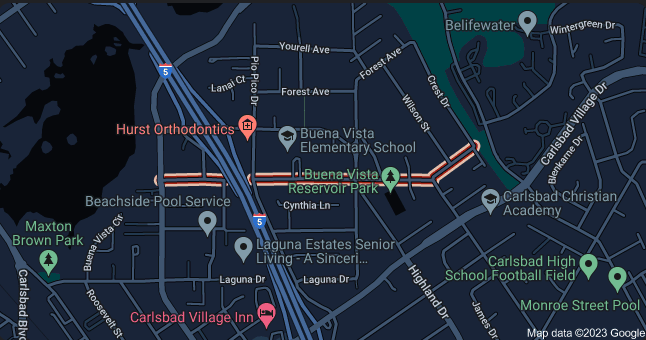 Belifewater
Wintergreen Dr
Yourell Ave
5
Pio Pico Dr
Forest Ave
Lanai Ct
Forest Ave
Crest Dr
Wilson St
Carlsbad Village Dr
Blenkarne Dr
Hurst Orthodontics
Buena Vista
Elementary School
Buena Vista
Reservoir Park
Beachside Pool Service
Cynthia Ln
Carlsbad Christian
Academy
5
Maxton
Brown Park
Buena Vista Cir
Laguna Estates Senior
Living - A Sinceri...
Laguna Dr
Laguna Dr
Carlsbad High
School Football Field
Highland Dr
Monroe Street Pool
James Dr
Carlsbad Blv
Roosevelt St
Carlsbad Village Inn
Map data ©2023 Google